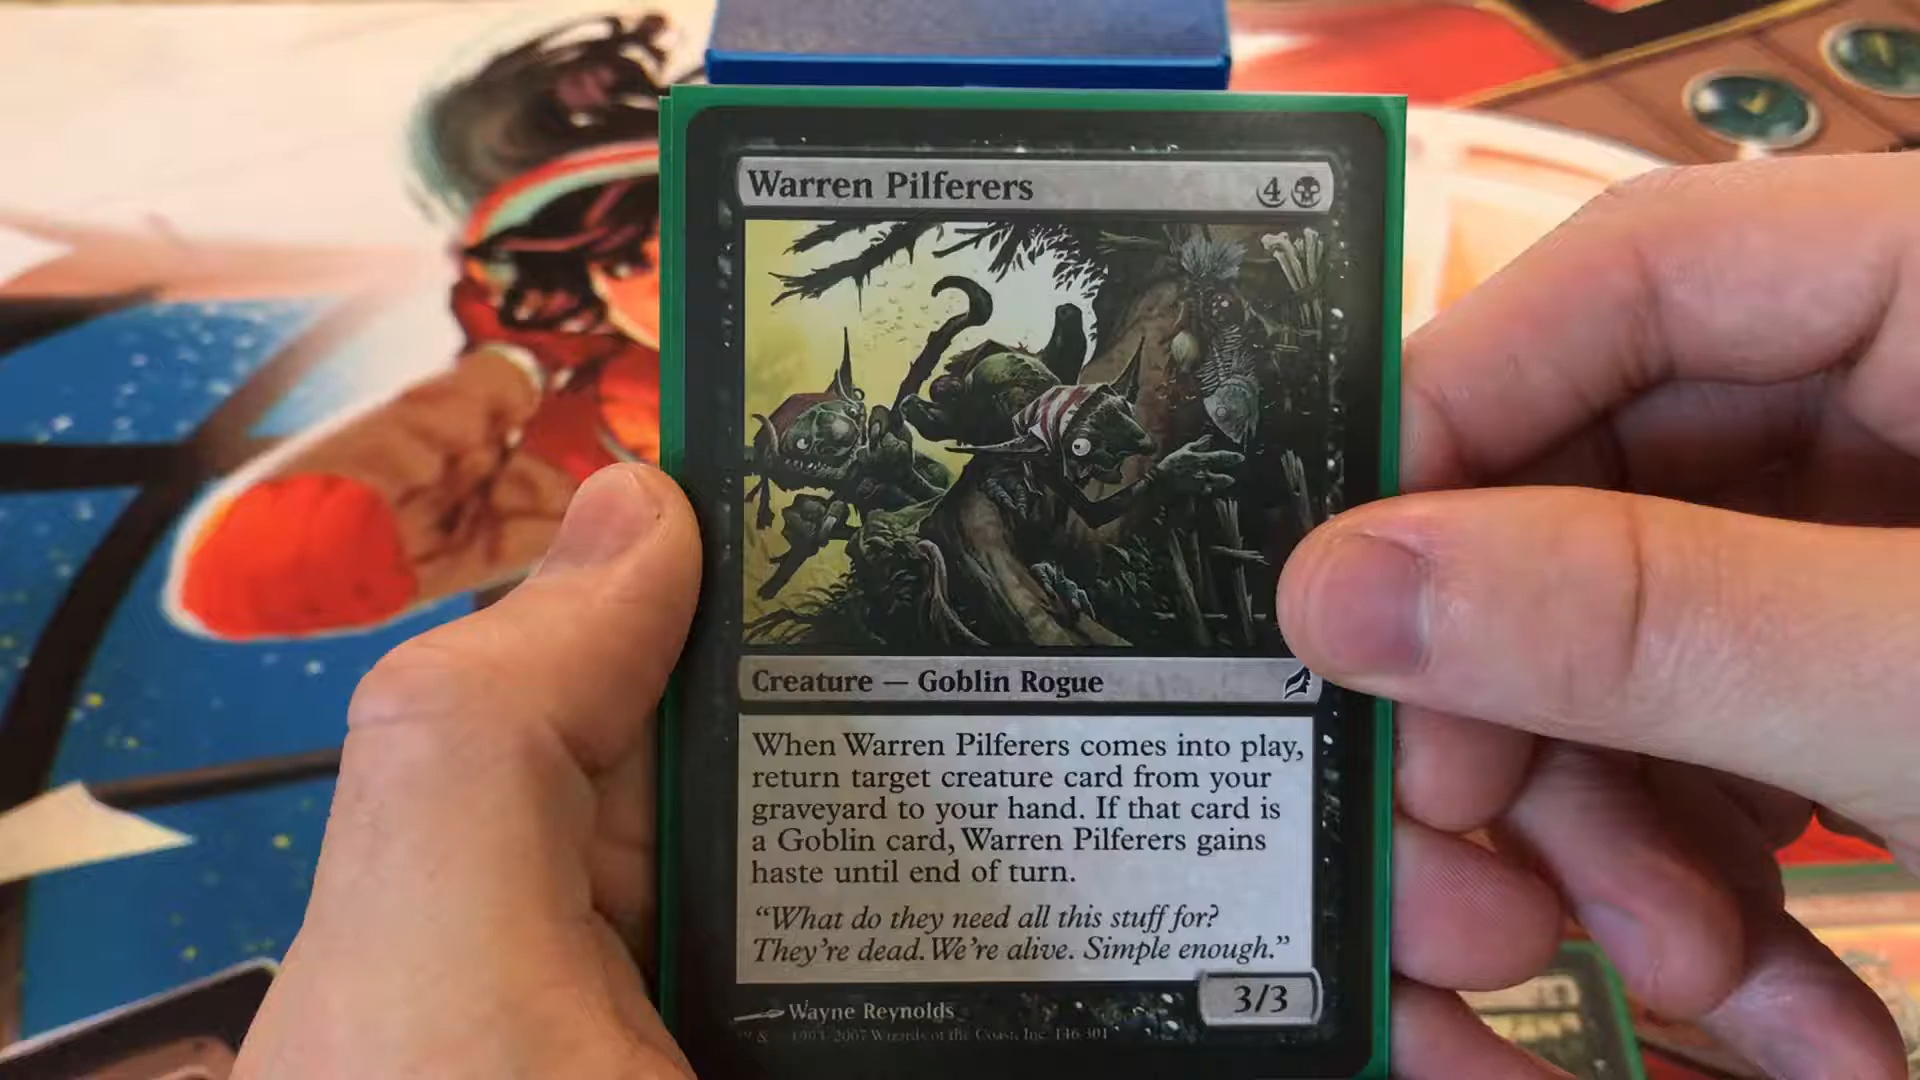 Warren Pilferers 4
Creature — Goblin Rogue
When Warren Pilferers comes into play,
return target creature card from your
graveyard to your hand. If that card is
a Goblin card, Warren Pilferers gains
haste until end of turn.
“What do they need all this stuff for?
They’re dead. We’re alive. Simple enough.”
3/3
Wayne Reynolds
1993-2007 Wizards of the Coast, Inc. 146/301